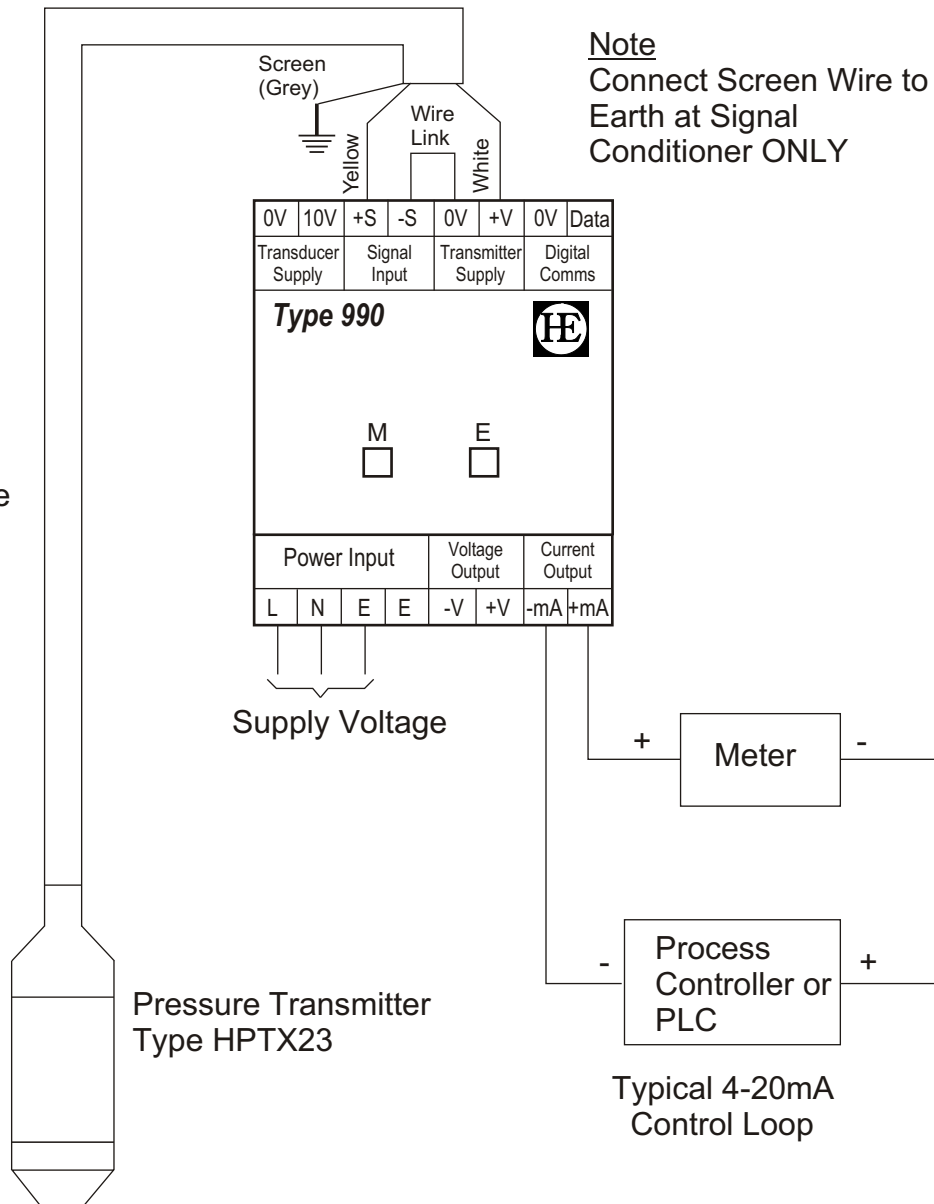 Note
Connect Screen Wire to
Earth at Signal
Conditioner ONLY
Screen
(Grey)
Wire
Link
Yellow
White
0V 10V +S -S 0V +V 0V Data
Transducer Supply Signal Input Transmitter Supply Digital Comms
Type 990
HE
M E
e
Power Input Voltage Output Current Output
L N E E -V +V -mA +mA
Supply Voltage
+ Meter -
- Process
Controller or +
PLC
Pressure Transmitter
Type HPTX23
Typical 4-20mA
Control Loop